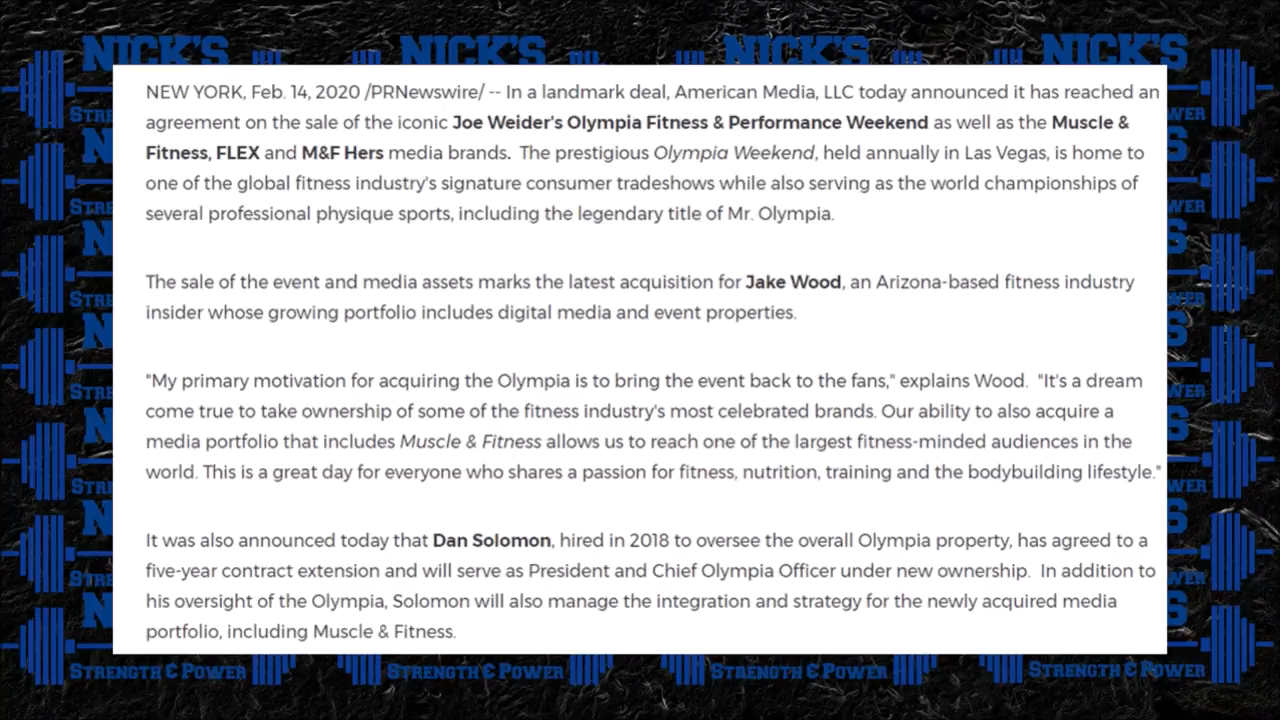 NICK'S NICK'S NICK'S NICK'S
NEW YORK, Feb. 14, 2020 /PRNewswire/ -- In a landmark deal, American Media, LLC today announced it has reached an
agreement on the sale of the iconic Joe Weider's Olympia Fitness & Performance Weekend as well as the Muscle &
Fitness, FLEX and M&F Hers media brands. The prestigious Olympia Weekend, held annually in Las Vegas, is home to
one of the global fitness industry's signature consumer tradeshows while also serving as the world championships of
several professional physique sports, including the legendary title of Mr. Olympia.
The sale of the event and media assets marks the latest acquisition for Jake Wood, an Arizona-based fitness industry
insider whose growing portfolio includes digital media and event properties.
"My primary motivation for acquiring the Olympia is to bring the event back to the fans," explains Wood. "It's a dream
come true to take ownership of some of the fitness industry's most celebrated brands. Our ability to also acquire a
media portfolio that includes Muscle & Fitness allows us to reach one of the largest fitness-minded audiences in the
world. This is a great day for everyone who shares a passion for fitness, nutrition, training and the bodybuilding lifestyle."
It was also announced today that Dan Solomon, hired in 2018 to oversee the overall Olympia property, has agreed to a
five-year contract extension and will serve as President and Chief Olympia Officer under new ownership. In addition to
his oversight of the Olympia, Solomon will also manage the integration and strategy for the newly acquired media
portfolio, including Muscle & Fitness.
STRENGTH & POWER STRENGTH & POWER STRENGTH & POWER STRENGTH & POWER